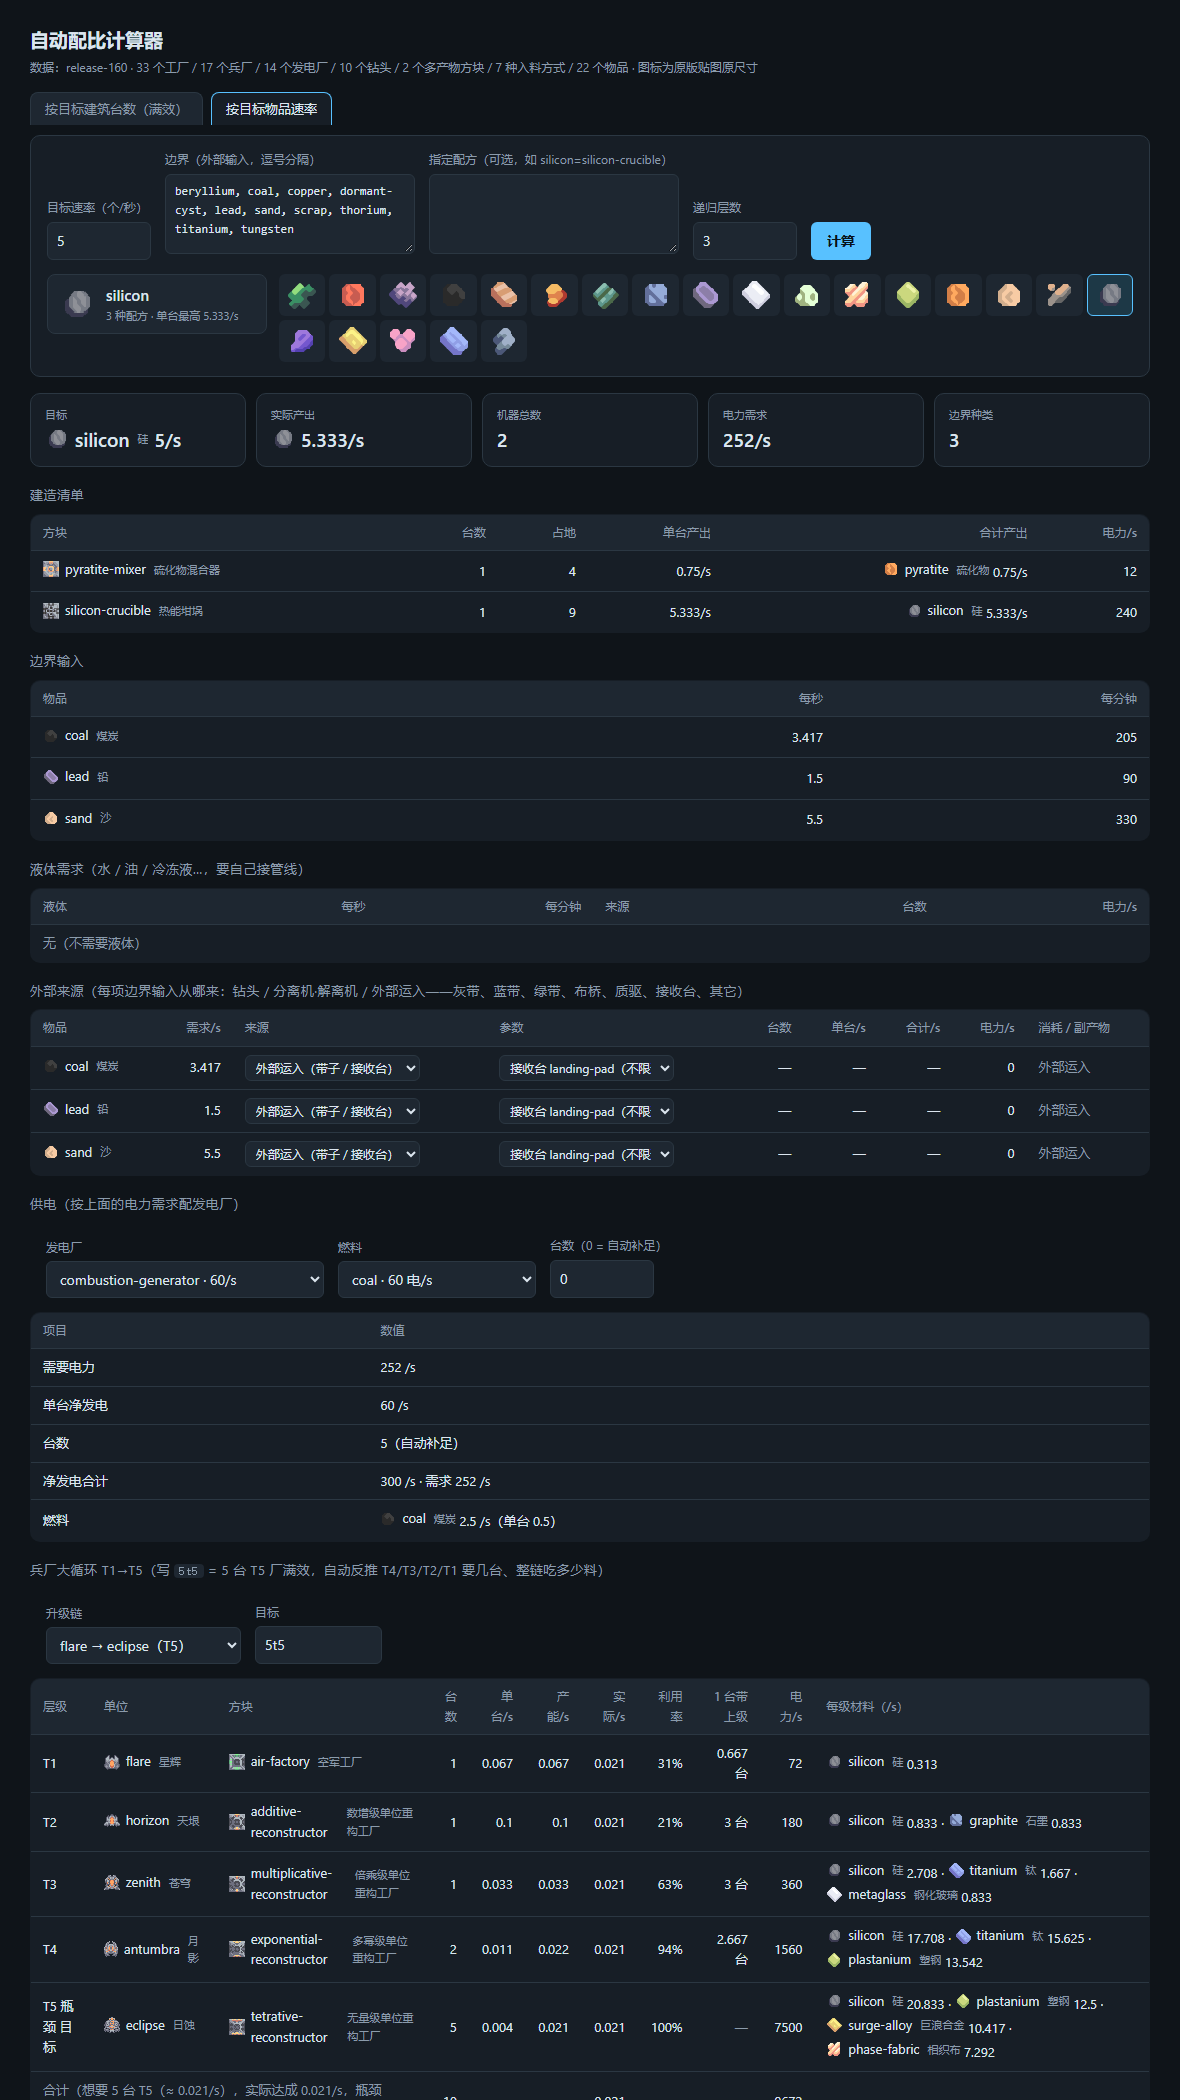 自动配比计算器
数据：release-160 · 33 个工厂 / 17 个兵厂 / 14 个发电厂 / 10 个钻头 / 2 个多产物方块 / 7 种入料方式 / 22 个物品 · 图标为原版贴图原尺寸
按目标建筑台数（满效）
按目标物品速率
目标速率（个/秒）
5
边界（外部输入，逗号分隔）
beryllium, coal, copper, dormant-
cyst, lead, sand, scrap, thorium,
titanium, tungsten
指定配方（可选，如 silicon=silicon-crucible）
递归层数
3
计算
silicon
3 种配方 · 单台最高 5.333/s
目标
silicon 硅 5/s
实际产出
5.333/s
机器总数
2
电力需求
252/s
边界种类
3
建造清单
方块 台数 占地 单台产出 合计产出 电力/s
pyratite-mixer 硫化物混合器 1 4 0.75/s pyratite 硫化物 0.75/s 12
silicon-crucible 热能坩埚 1 9 5.333/s silicon 硅 5.333/s 240
边界输入
物品 每秒 每分钟
coal 煤炭 3.417 205
lead 铅 1.5 90
sand 沙 5.5 330
液体需求（水 / 油 / 冷冻液…，要自己接管线）
液体 每秒 每分钟 来源 台数 电力/s
无（不需要液体）
外部来源（每项边界输入从哪来：钻头 / 分离机·解离机 / 外部运入——灰带、蓝带、绿带、布桥、质驱、接收台、其它）
物品 需求/s 来源 参数 台数 单台/s 合计/s 电力/s 消耗 / 副产物
coal 煤炭 3.417 外部运入（带子 / 接收台） 接收台 landing-pad（不限 — — — 0 外部运入
lead 铅 1.5 外部运入（带子 / 接收台） 接收台 landing-pad（不限 — — — 0 外部运入
sand 沙 5.5 外部运入（带子 / 接收台） 接收台 landing-pad（不限 — — — 0 外部运入
供电（按上面的电力需求配发电厂）
发电厂
combustion-generator · 60/s
燃料
coal · 60 电/s
台数（0 = 自动补足）
0
项目 数值
需要电力 252 /s
单台净发电 60 /s
台数 5（自动补足）
净发电合计 300 /s · 需求 252 /s
燃料 coal 煤炭 2.5 /s（单台 0.5）
兵厂大循环 T1→T5（写 5t5 = 5 台 T5 厂满效，自动反推 T4/T3/T2/T1 要几台、整链吃多少料）
升级链
flare → eclipse（T5）
目标
5t5
层级 单位 方块 台数 单台/s 产能/s 实际/s 利用率 1 台带上级 电力/s 每级材料（/s）
T1 flare 星辉 air-factory 空军工厂 1 0.067 0.067 0.021 31% 0.667 台 72 silicon 硅 0.313
T2 horizon 天垠 additive-reconstructor 数增级单位重构工厂 1 0.1 0.1 0.021 21% 3 台 180 silicon 硅 0.833 · graphite 石墨 0.833
T3 zenith 苍穹 multiplicative-reconstructor 倍乘级单位重构工厂 1 0.033 0.033 0.021 63% 3 台 360 silicon 硅 2.708 · titanium 钛 1.667 · metaglass 钢化玻璃 0.833
T4 antumbra 月影 exponential-reconstructor 多幂级单位重构工厂 2 0.011 0.022 0.021 94% 2.667 台 1560 silicon 硅 17.708 · titanium 钛 15.625 · plastanium 塑钢 13.542
T5 瓶颈 目标 eclipse 日蚀 tetrative-reconstructor 无量级单位重构工厂 5 0.004 0.021 0.021 100% — 7500 silicon 硅 20.833 · plastanium 塑钢 12.5 · surge-alloy 巨浪合金 10.417 · phase-fabric 相织布 7.292
合计（想要 5 台 T5（≈ 0.021/s），实际达成 0.021/s，瓶颈